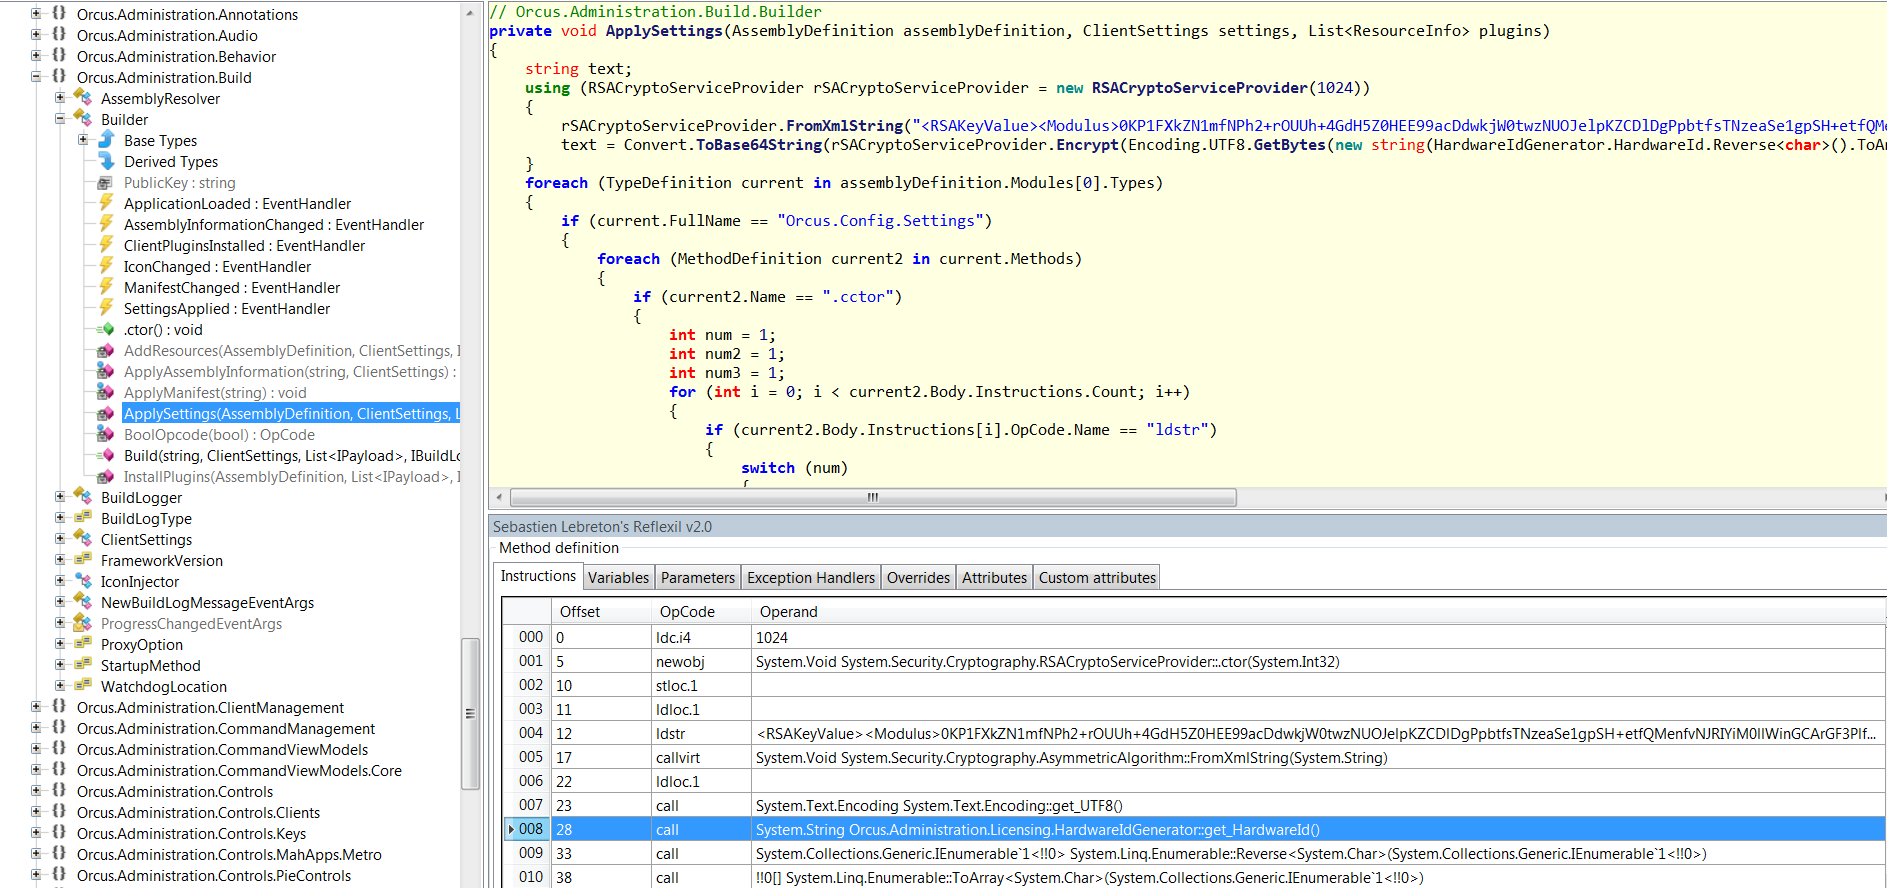 Orcus.Administration.Annotations
Orcus.Administration.Audio
Orcus.Administration.Behavior
Orcus.Administration.Build
AssemblyResolver
Builder
Base Types
Derived Types
PublicKey : string
ApplicationLoaded : EventHandler
AssemblyInformationChanged : EventHandler
ClientPluginsInstalled : EventHandler
IconChanged : EventHandler
ManifestChanged : EventHandler
SettingsApplied : EventHandler
.ctor() : void
AddResources(AssemblyDefinition, ClientSettings, I
ApplyAssemblyInformation(string, ClientSettings) :
ApplyManifest(string) : void
ApplySettings(AssemblyDefinition, ClientSettings, L
BoolOpcode(bool) : OpCode
Build(string, ClientSettings, List<IPayload>, IBuildLo
InstallPlugins(AssemblyDefinition, List<IPayload>, I
BuildLogger
BuildLogType
ClientSettings
FrameworkVersion
IconInjector
NewBuildLogMessageEventArgs
ProgressChangedEventArgs
ProxyOption
StartupMethod
WatchdogLocation
Orcus.Administration.ClientManagement
Orcus.Administration.CommandManagement
Orcus.Administration.CommandViewModels
Orcus.Administration.CommandViewModels.Core
Orcus.Administration.Controls
Orcus.Administration.Controls.Clients
Orcus.Administration.Controls.Keys
Orcus.Administration.Controls.MahApps.Metro
Orcus.Administration.Controls.PieControls
// Orcus.Administration.Build.Builder
private void ApplySettings(AssemblyDefinition assemblyDefinition, ClientSettings settings, List<ResourceInfo> plugins)
{
string text;
using (RSACryptoServiceProvider rSACryptoServiceProvider = new RSACryptoServiceProvider(1024))
{
rSACryptoServiceProvider.FromXmlString("<RSAKeyValue><Modulus>0KP1FXkZN1mfNPh2+rOUUh+4GdH5Z0HEE99acDdwkjW0twzNUOJelpKZCDlDgPpbtfsTNzeaSe1gpSH+etfQMe
text = Convert.ToBase64String(rSACryptoServiceProvider.Encrypt(Encoding.UTF8.GetBytes(new string(HardwareIdGenerator.HardwareId.Reverse<char>().ToAr
}
foreach (TypeDefinition current in assemblyDefinition.Modules[0].Types)
{
if (current.FullName == "Orcus.Config.Settings")
{
foreach (MethodDefinition current2 in current.Methods)
{
if (current2.Name == ".cctor")
{
int num = 1;
int num2 = 1;
int num3 = 1;
for (int i = 0; i < current2.Body.Instructions.Count; i++)
{
if (current2.Body.Instructions[i].OpCode.Name == "ldstr")
{
switch (num)
{
Sebastien Lebreton's Reflexil v2.0
Method definition
Instructions Variables Parameters Exception Handlers Overrides Attributes Custom attributes
Offset OpCode Operand
000 0 ldc.i4 1024
001 5 newobj System.Void System.Security.Cryptography.RSACryptoServiceProvider::.ctor(System.Int32)
002 10 stloc.1
003 11 ldloc.1
004 12 ldstr <RSAKeyValue><Modulus>0KP1FXkZN1mfNPh2+rOUUh+4GdH5Z0HEE99acDdwkjW0twzNUOJelpKZCDlDgPpbtfsTNzeaSe1gpSH+etfQMenfvNJRIYiM0IlWinGCArGF3PIf...
005 17 callvirt System.Void System.Security.Cryptography.AsymmetricAlgorithm::FromXmlString(System.String)
006 22 ldloc.1
007 23 call System.Text.Encoding System.Text.Encoding::get_UTF8()
008 28 call System.String Orcus.Administration.Licensing.HardwareIdGenerator::get_HardwareId()
009 33 call System.Collections.Generic.IEnumerable`1<!!0> System.Linq.Enumerable::Reverse<System.Char>(System.Collections.Generic.IEnumerable`1<!!0>)
010 38 call !!0[] System.Linq.Enumerable::ToArray<System.Char>(System.Collections.Generic.IEnumerable`1<!!0>)